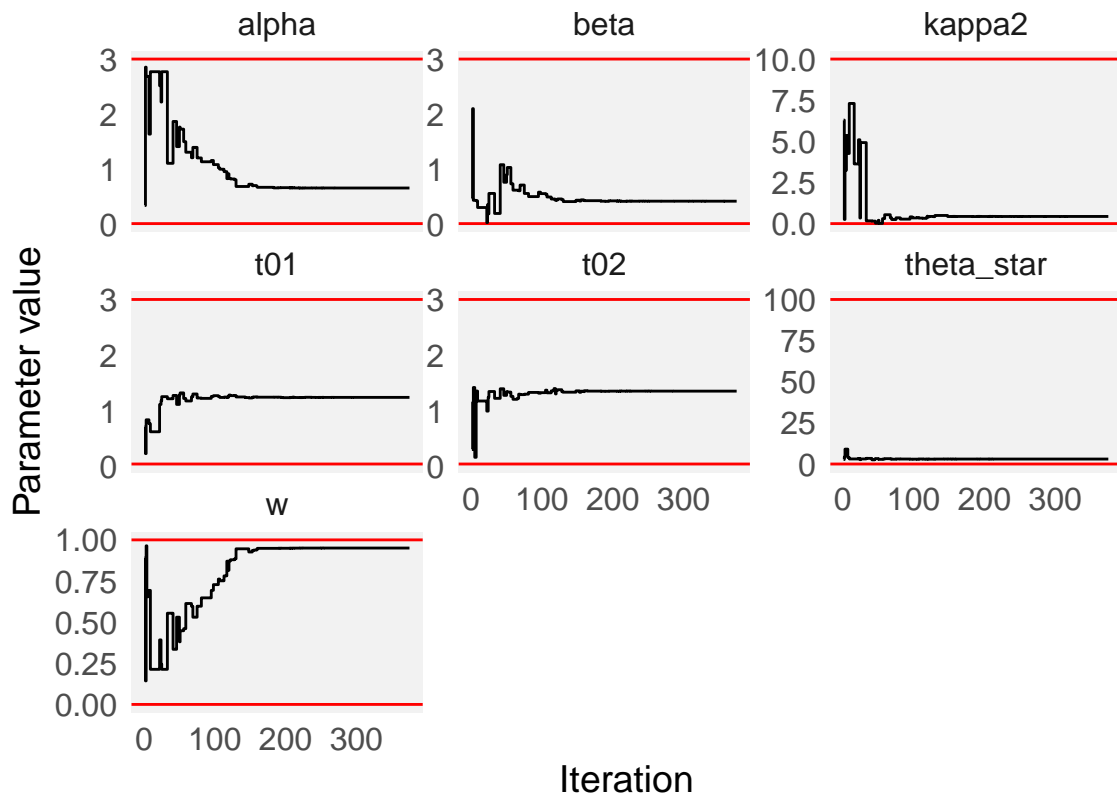 alpha beta kappa2
3 3 10.0
2 2 7.5
5.0
1 1 2.5
0 0 0.0
t01 t02 theta_star
3 3 100
2 2 75
50
1 1 25
0 0 0
0 100 200 300 0 100 200 300
w
1.00
0.75
0.50
0.25
0.00
0 100 200 300
Parameter value
Iteration